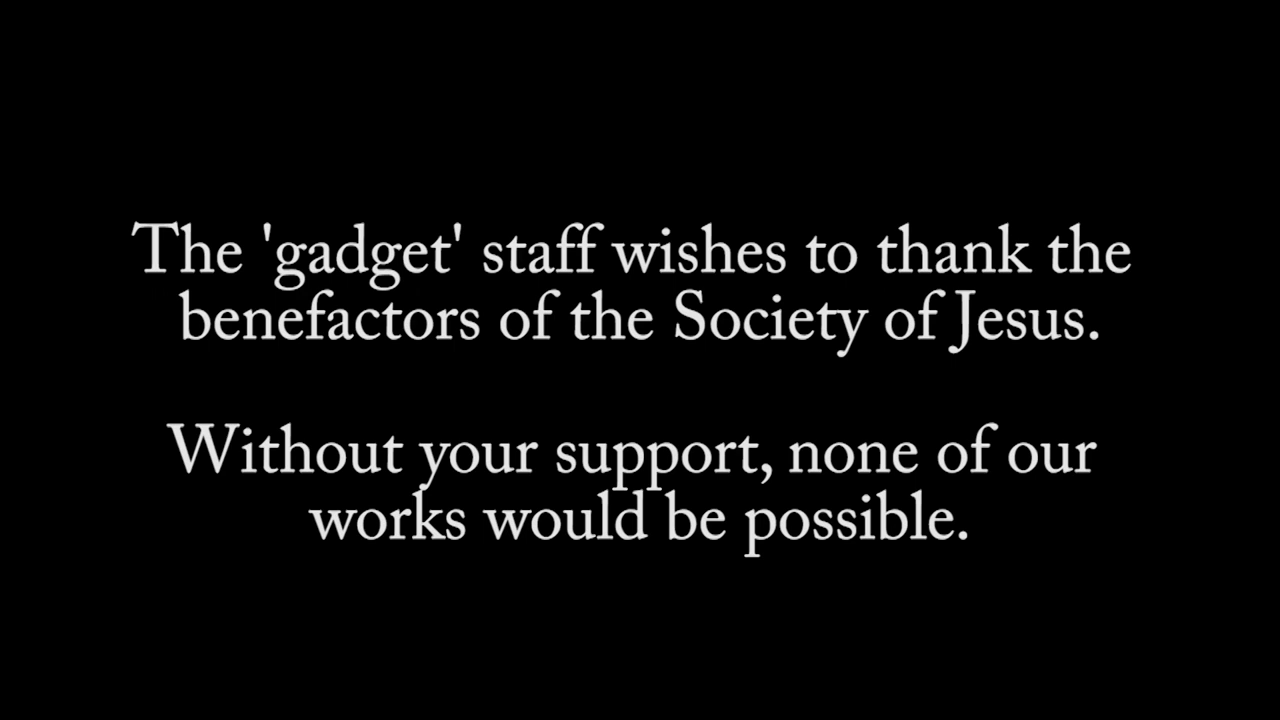 The 'gadget' staff wishes to thank the
benefactors of the Society of Jesus.
Without your support, none of our
works would be possible.